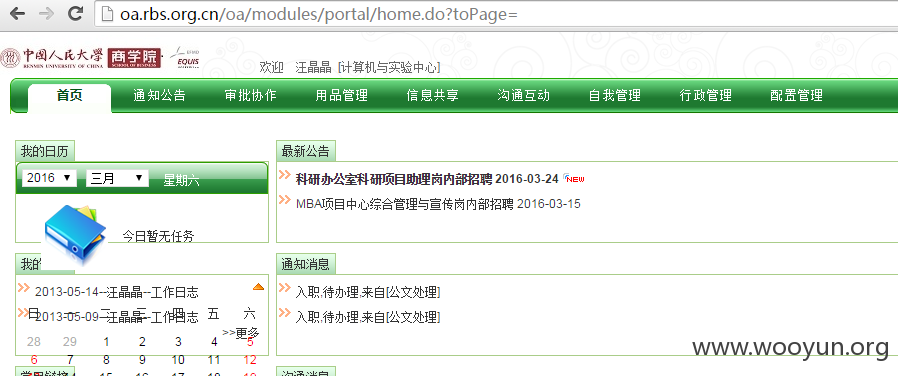 oa.rbs.org.cn/oa/modules/portal/home.do?toPage=
中国人民大学 商学院
RENMIN UNIVERSITY OF CHINA SCHOOL OF BUSINESS EQUIS
欢迎 汪晶晶 [计算机与实验中心]
首页 通知公告 审批协作 用品管理 信息共享 沟通互动 自我管理 行政管理 配置管理
我的日历
2016 三月 星期六
今日暂无任务
最新公告
科研办公室科研项目助理岗内部招聘 2016-03-24 NEW
MBA项目中心综合管理与宣传岗内部招聘 2016-03-15
我的
2013-05-14--汪晶晶--工作日志
2013-05-09--汪晶晶--工作日志
日 一 二 三 四 五 六
>>更多
28 29 1 2 3 4 5
6 7 8 9 10 11 12
通知消息
入职,待办理,来自[公文处理]
入职,待办理,来自[公文处理]
www.wooyun.org